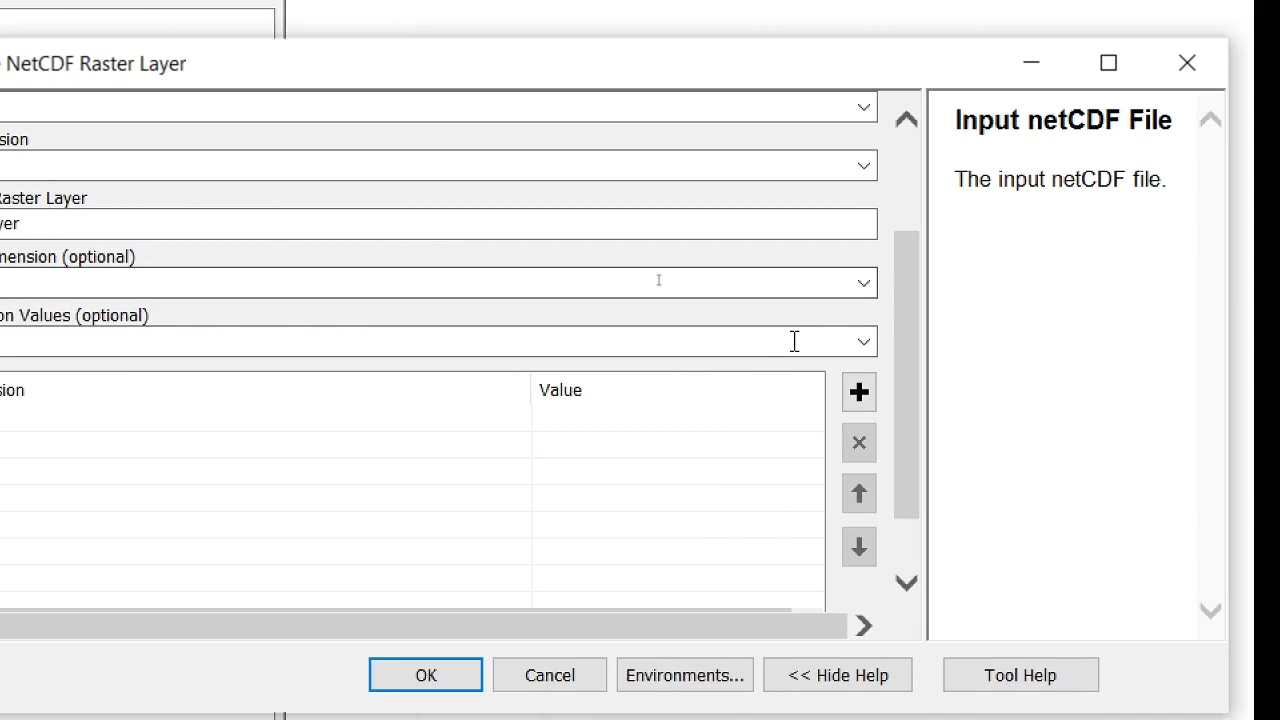 NetCDF Raster Layer
Input netCDF File
The input netCDF file.
sion
Raster Layer
yer
mension (optional)
on Values (optional)
sion
Value
OK
Cancel
Environments...
<< Hide Help
Tool Help